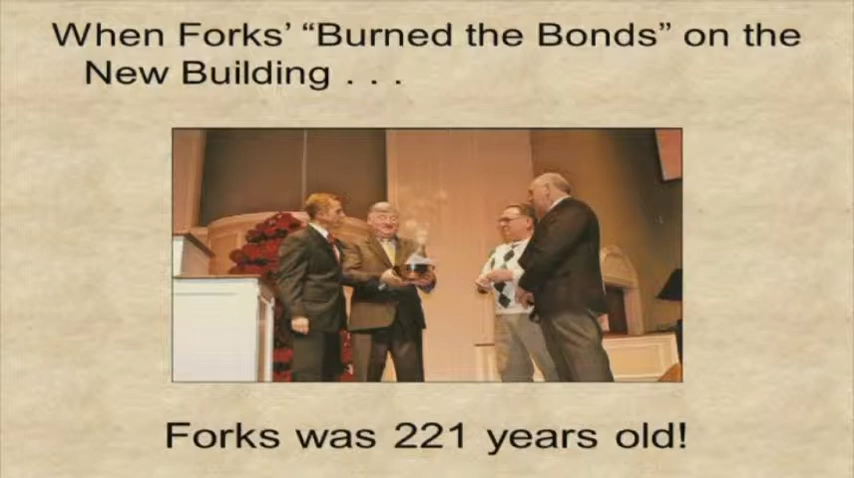 When Forks’ “Burned the Bonds” on the
New Building . . .
Forks was 221 years old!